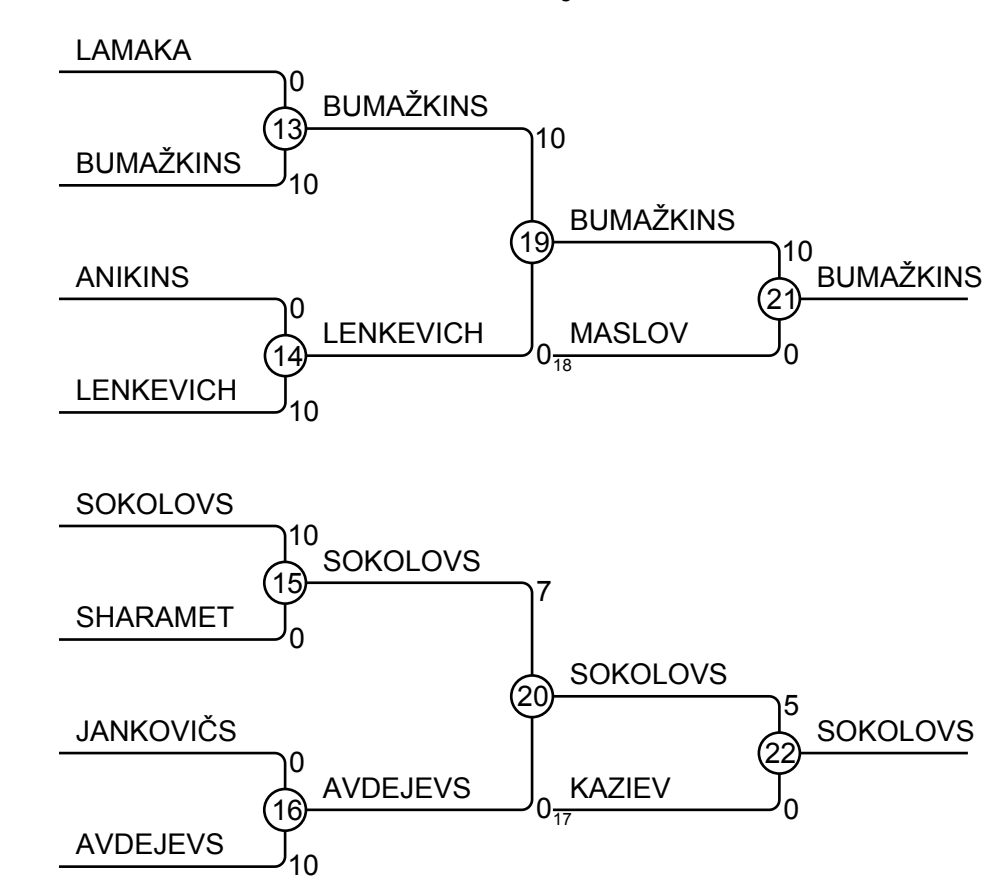 LAMAKA
0
BUMAŽKINS
13
BUMAŽKINS
10
10
BUMAŽKINS
19
10
ANIKINS
BUMAŽKINS
21
0
LENKEVICH
MASLOV
14
0
18
0
LENKEVICH
10
SOKOLOVS
10
SOKOLOVS
15
7
SHARAMET
0
SOKOLOVS
20
5
JANKOVIČS
SOKOLOVS
22
0
AVDEJEVS
KAZIEV
16
0
17
0
AVDEJEVS
10